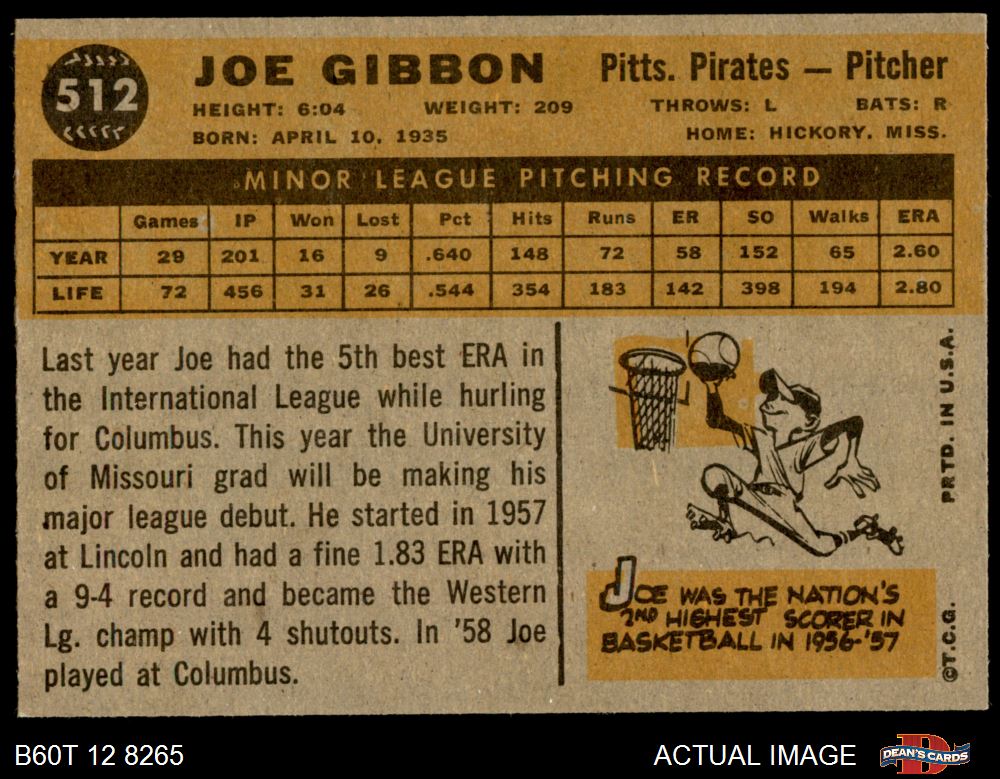 512
JOE GIBBON
Pitts. Pirates — Pitcher
HEIGHT: 6:04 WEIGHT: 209 THROWS: L BATS: R
BORN: APRIL 10, 1935 HOME: HICKORY, MISS.
MINOR LEAGUE PITCHING RECORD
Games IP Won Lost Pct Hits Runs ER SO Walks ERA
YEAR 29 201 16 9 .640 148 72 58 152 65 2.60
LIFE 72 456 31 26 .544 354 183 142 398 194 2.80
Last year Joe had the 5th best ERA in
the International League while hurling
for Columbus. This year the University
of Missouri grad will be making his
major league debut. He started in 1957
at Lincoln and had a fine 1.83 ERA with
a 9-4 record and became the Western
Lg. champ with 4 shutouts. In '58 Joe
played at Columbus.
JOE WAS THE NATION'S
2ND HIGHEST SCORER IN
BASKETBALL IN 1956-'57
PRTD. IN U.S.A.
©T.C.G.
B60T 12 8265
ACTUAL IMAGE
DEAN'S CARDS